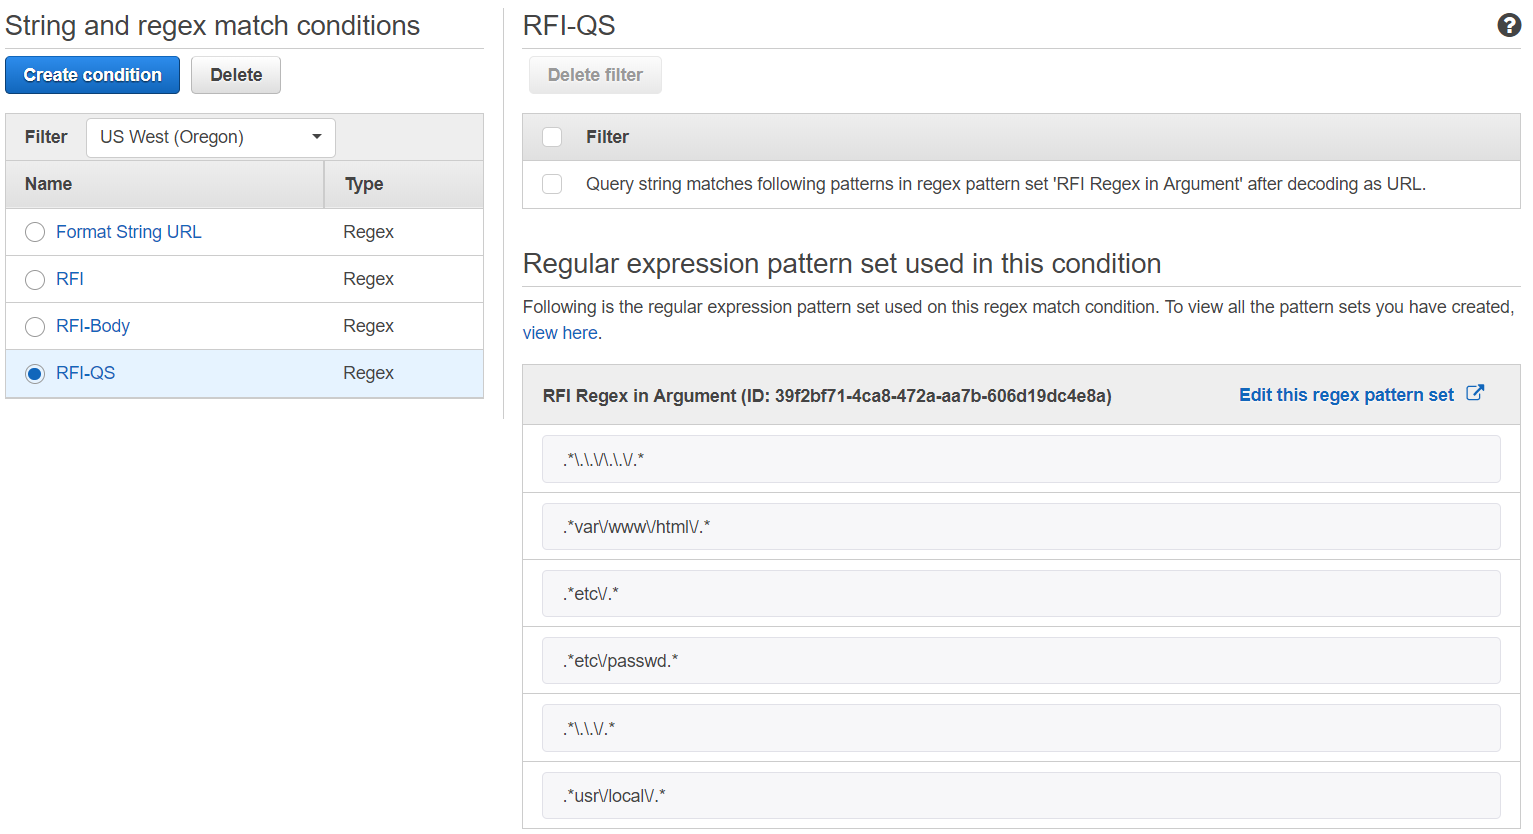 String and regex match conditions
Create condition
Delete
Filter
US West (Oregon)
Name
Type
Format String URL
Regex
RFI
Regex
RFI-Body
Regex
RFI-QS
Regex
RFI-QS
?
Delete filter
Filter
Query string matches following patterns in regex pattern set 'RFI Regex in Argument' after decoding as URL.
Regular expression pattern set used in this condition
Following is the regular expression pattern set used on this regex match condition. To view all the pattern sets you have created,
view here.
RFI Regex in Argument (ID: 39f2bf71-4ca8-472a-aa7b-606d19dc4e8a)
Edit this regex pattern set
.*\.\.\/\.\.\/.*
.*var\/www\/html\/.*
.*etc\/.*
.*etc\/passwd.*
.*\.\.\/.*
.*usr\/local\/.*